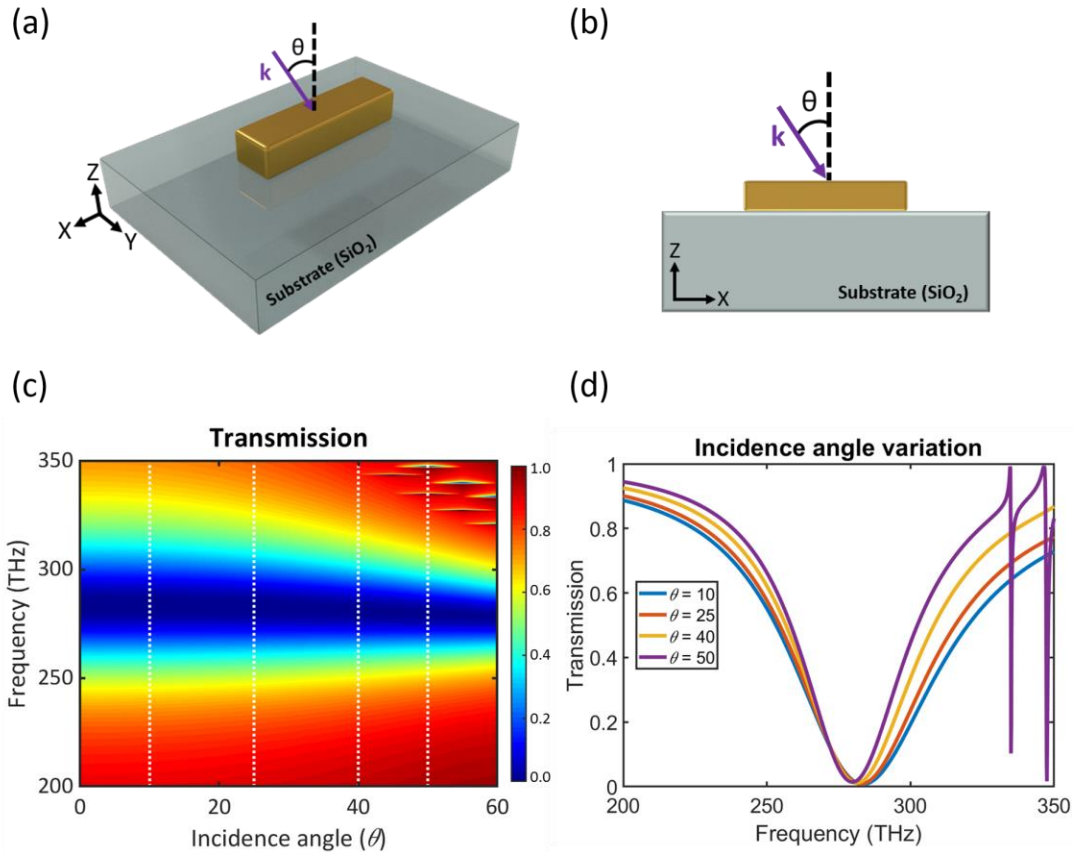 (a)
θ
k
Z
X
Y
Substrate (SiO₂)
(b)
θ
k
Z
X
Substrate (SiO₂)
(c)
Transmission
350
300
250
200
Frequency (THz)
0
20
40
60
Incidence angle (θ)
1.0
0.8
0.6
0.4
0.2
0.0
(d)
Incidence angle variation
1
0.8
0.6
0.4
0.2
0
Transmission
θ = 10
θ = 25
θ = 40
θ = 50
200
250
300
350
Frequency (THz)